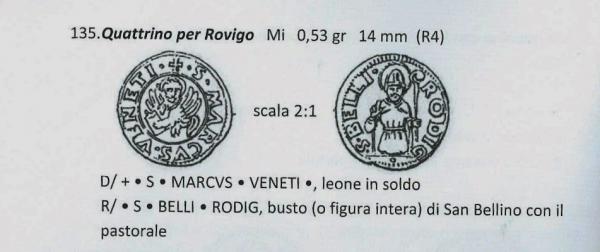 135.Quattrino per Rovigo Mi 0,53 gr 14 mm (R4)
+ • S • MARCVS • VENETI •
scala 2:1
• S • BELLI • RODIG
D/ + • S • MARCVS • VENETI •, leone in soldo
R/ • S • BELLI • RODIG, busto (o figura intera) di San Bellino con il
pastorale